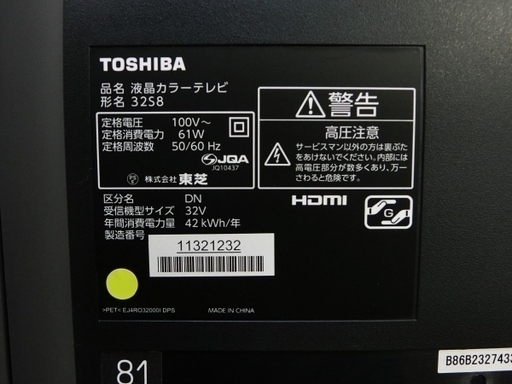 TOSHIBA
品名 液晶カラーテレビ
形名 32S8
定格電圧 100V～
定格消費電力 61W
定格周波数 50/60 Hz
JQA
JQ10437
株式会社 東芝
警告
高圧注意
サービスマン以外の方は裏ぶた
をあけないでください。内部には
高電圧部分が数多くあり、万一
さわると危険です。
区分名 DN
受信機型サイズ 32V
年間消費電力量 42 kWh/年
製造番号
11321232
HDMI
G
>PET< EJ4RO32000I DPS MADE IN CHINA
81
B86B2327433